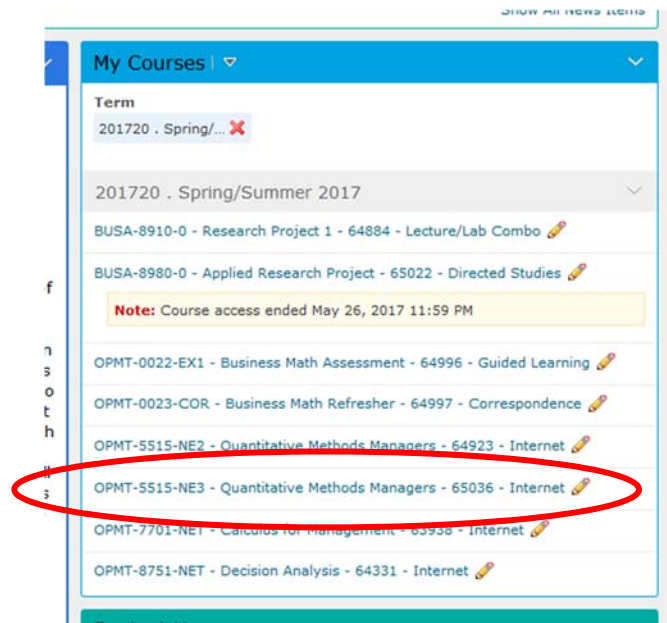 Show All News Items
My Courses
Term
201720 . Spring/...
201720 . Spring/Summer 2017
BUSA-8910-0 - Research Project 1 - 64884 - Lecture/Lab Combo
BUSA-8980-0 - Applied Research Project - 65022 - Directed Studies
f
Note: Course access ended May 26, 2017 11:59 PM
n
s
o
t
h
OPMT-0022-EX1 - Business Math Assessment - 64996 - Guided Learning
OPMT-0023-COR - Business Math Refresher - 64997 - Correspondence
OPMT-5515-NE2 - Quantitative Methods Managers - 64923 - Internet
OPMT-5515-NE3 - Quantitative Methods Managers - 65036 - Internet
OPMT-7701-NET - Calculus for Management - 63938 - Internet
OPMT-8751-NET - Decision Analysis - 64331 - Internet